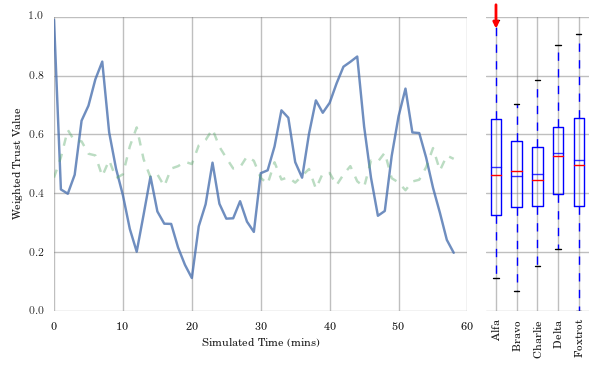 1.0
0.8
0.6
0.4
0.2
0.0
Weighted Trust Value
0 10 20 30 40 50 60
Simulated Time (mins)
Alfa
Bravo
Charlie
Delta
Foxtrot